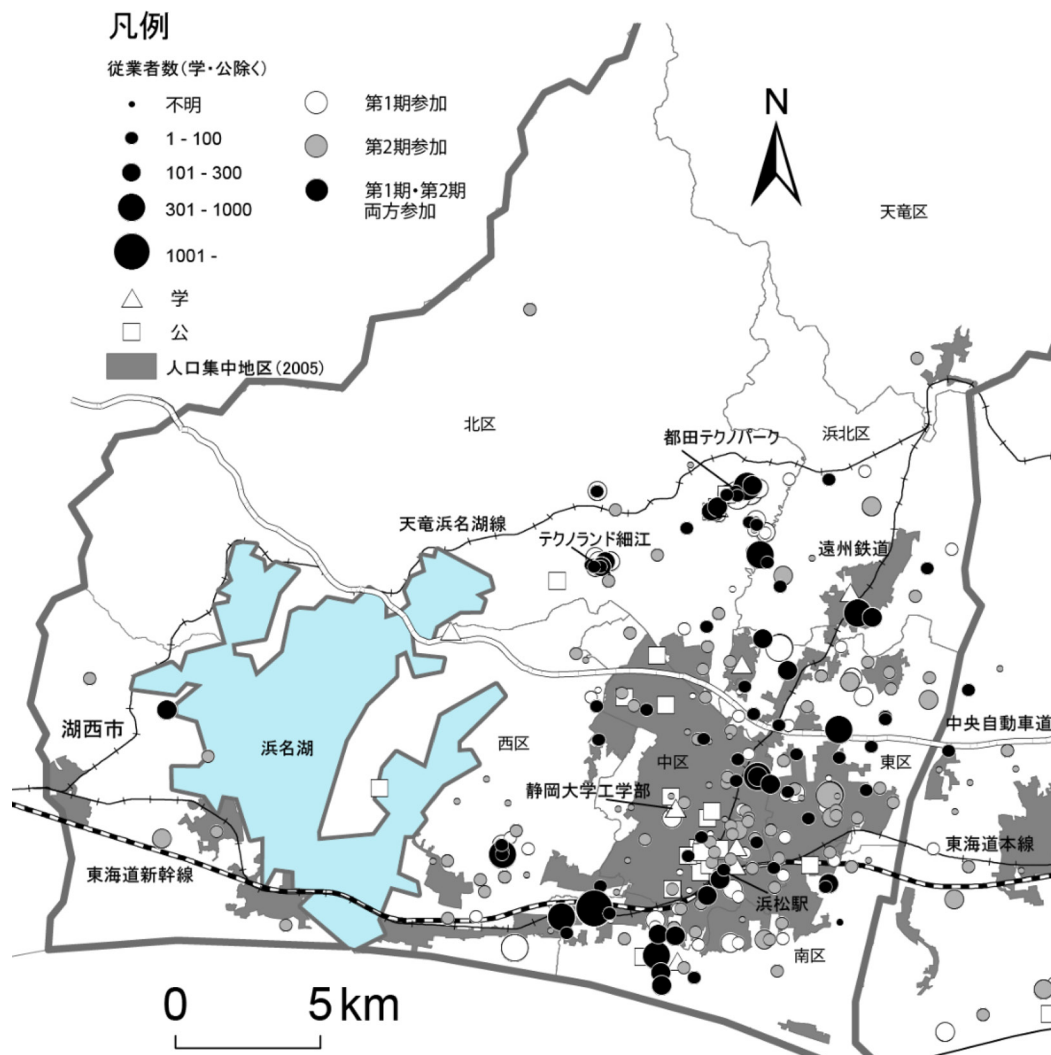 凡例
従業者数(学・公除く)
不明
1 - 100
101 - 300
301 - 1000
1001 -
学
公
人口集中地区(2005)
第1期参加
第2期参加
第1期・第2期
両方参加
N
天竜区
北区
都田テクノパーク
浜北区
天竜浜名湖線
テクノランド細江
遠州鉄道
湖西市
浜名湖
西区
中区
中央自動車道
東区
静岡大学工学部
東海道新幹線
東海道本線
浜松駅
南区
0 5km